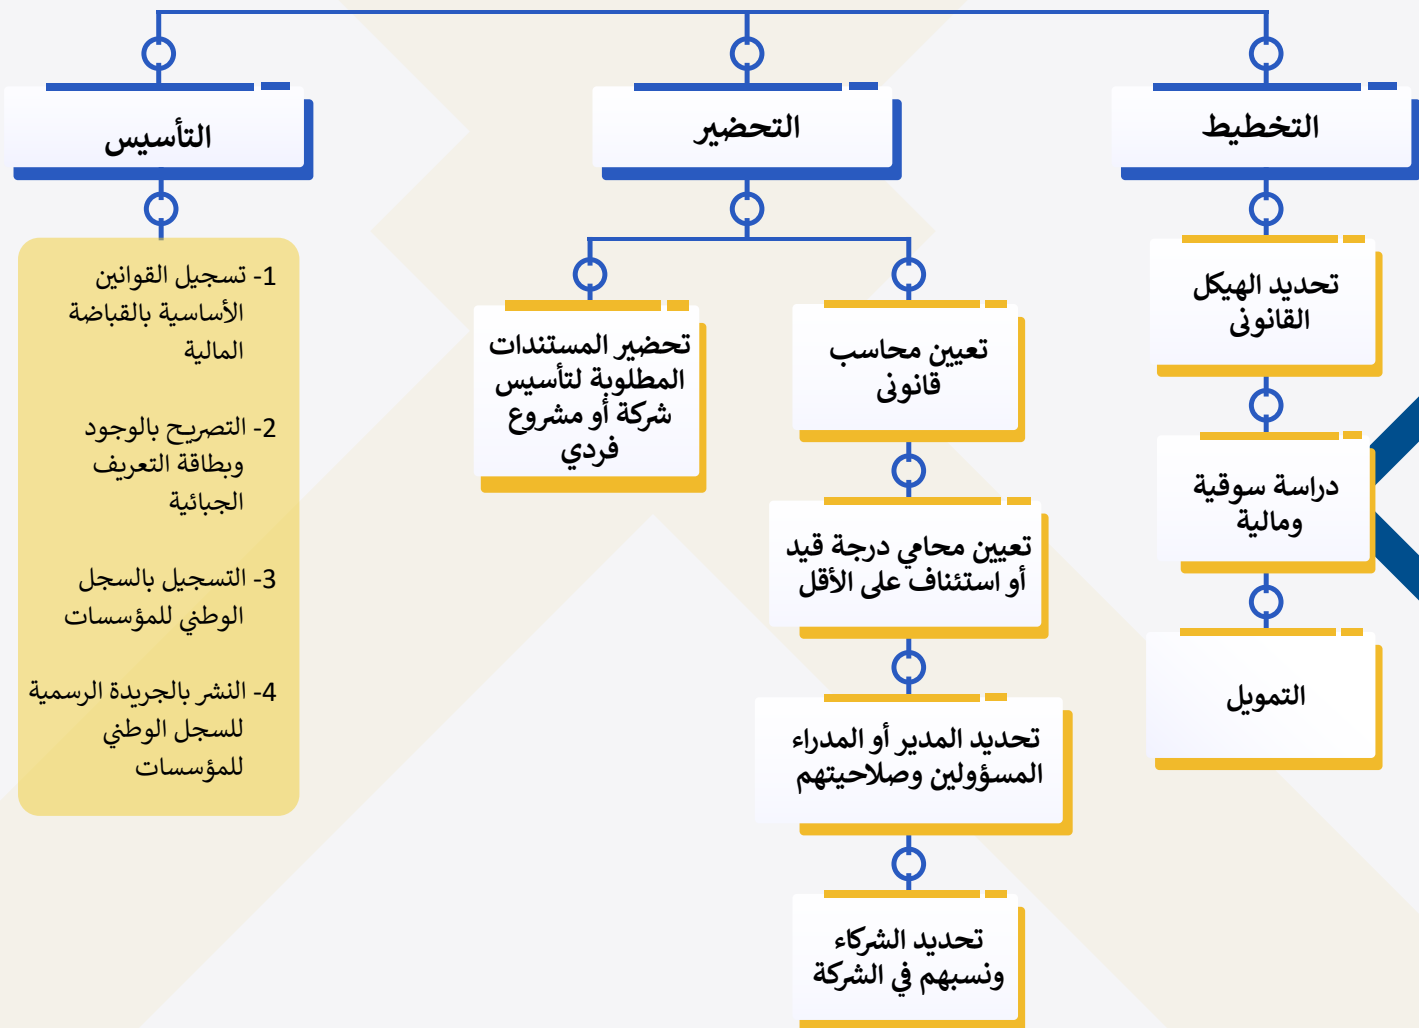 التخطيط
تحديد الهيكل
القانونى
دراسة سوقية
ومالية
التمويل
التحضير
تعيين محاسب
قانونى
تعيين محامي درجة قيد
أو استئناف على الأقل
تحديد المدير أو المدراء
المسؤولين وصلاحيتهم
تحديد الشركاء
ونسبهم في الشركة
تحضير المستندات
المطلوبة لتأسيس
شركة أو مشروع
فردي
التأسيس
1- تسجيل القوانين
الأساسية بالقباضة
المالية
2- التصريح بالوجود
وبطاقة التعريف
الجبائية
3- التسجيل بالسجل
الوطني للمؤسسات
4- النشر بالجريدة الرسمية
للسجل الوطني
للمؤسسات